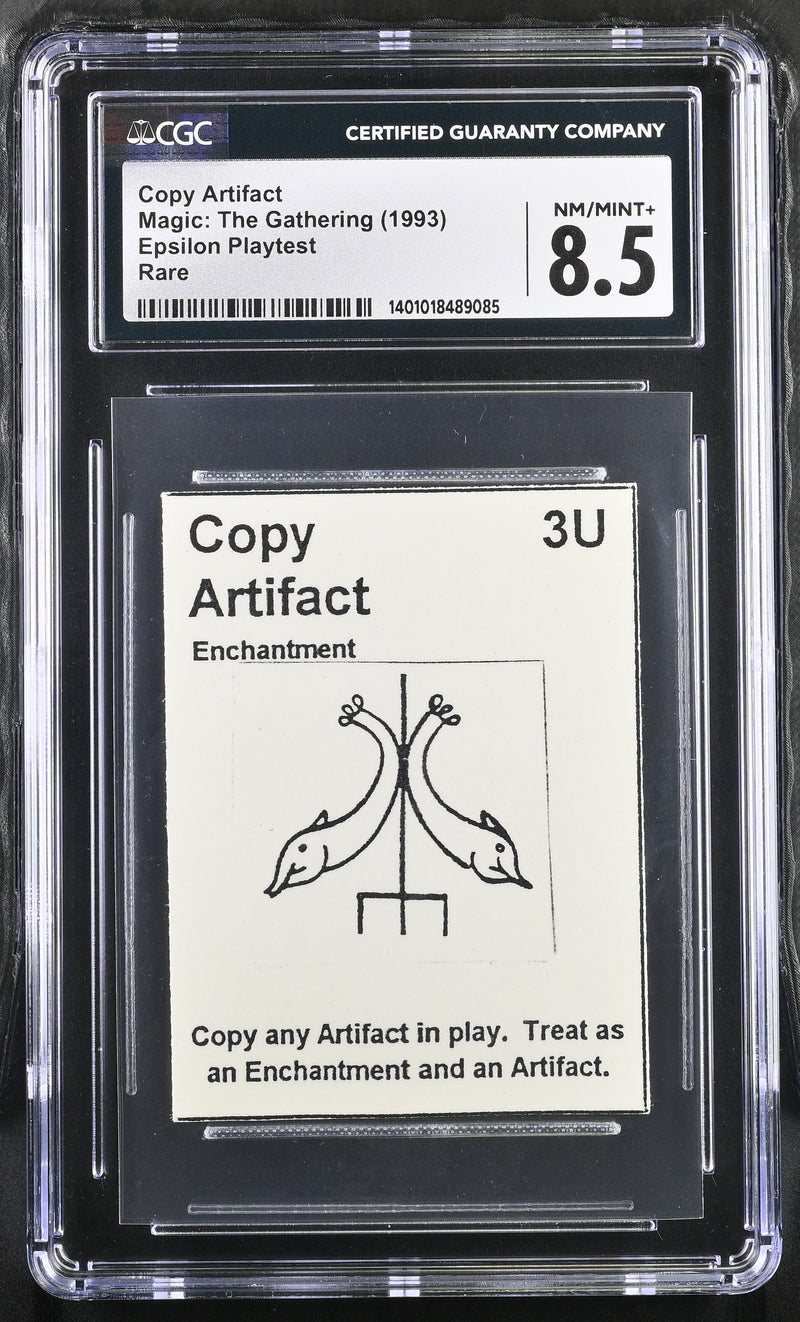 CGC
CERTIFIED GUARANTY COMPANY
Copy Artifact
Magic: The Gathering (1993)
Epsilon Playtest
Rare
NM/MINT+
8.5
1401018489085
Copy
Artifact
3U
Enchantment
Copy any Artifact in play. Treat as
an Enchantment and an Artifact.